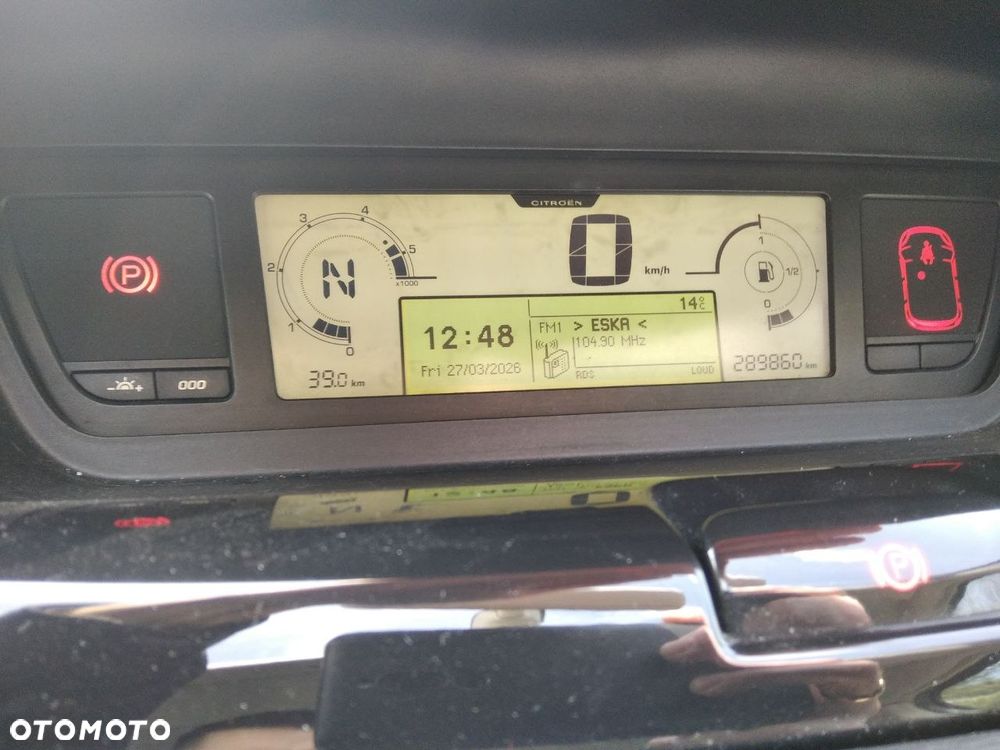 CITROËN
3
4
2
5
N
x1000
1
0
0
km/h
1
1/2
0
14°C
12:48
FM1 > ESKA <
104.90 MHz
Fri 27/03/2026
RDS LOUD
39.0 km
289860 km
P
000
P
OTOMOTO